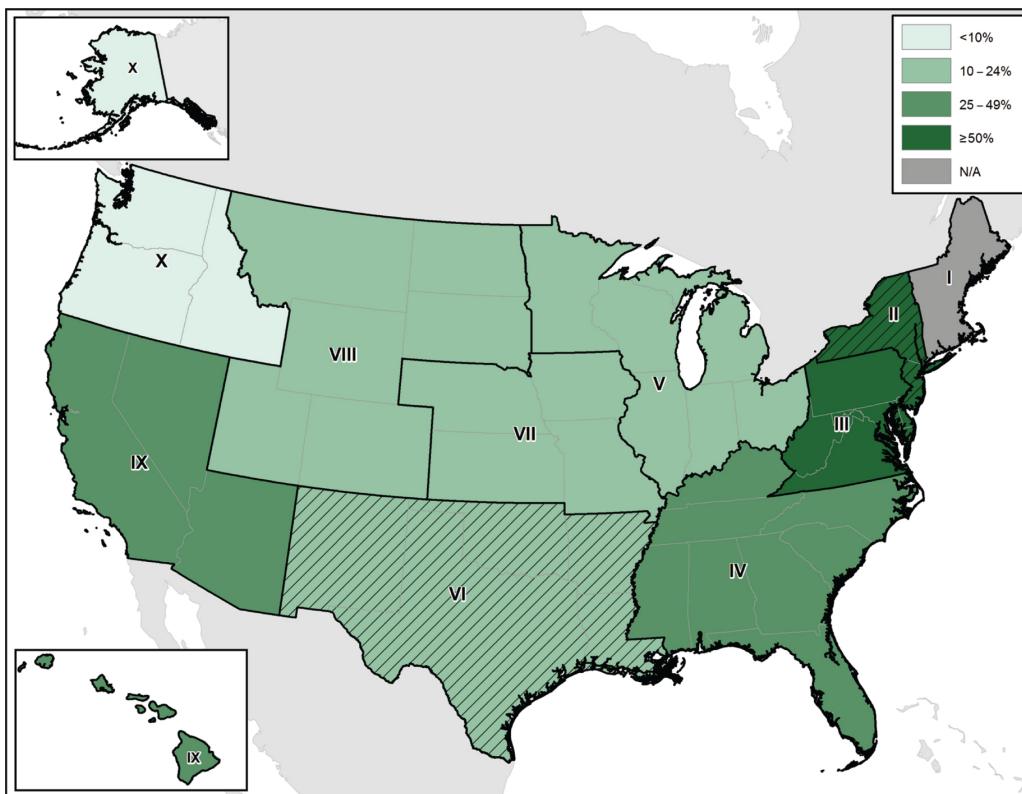 X
<10%
10 – 24%
25 – 49%
≥50%
N/A
X
I
II
VIII
V
III
VII
IX
IV
VI
IX